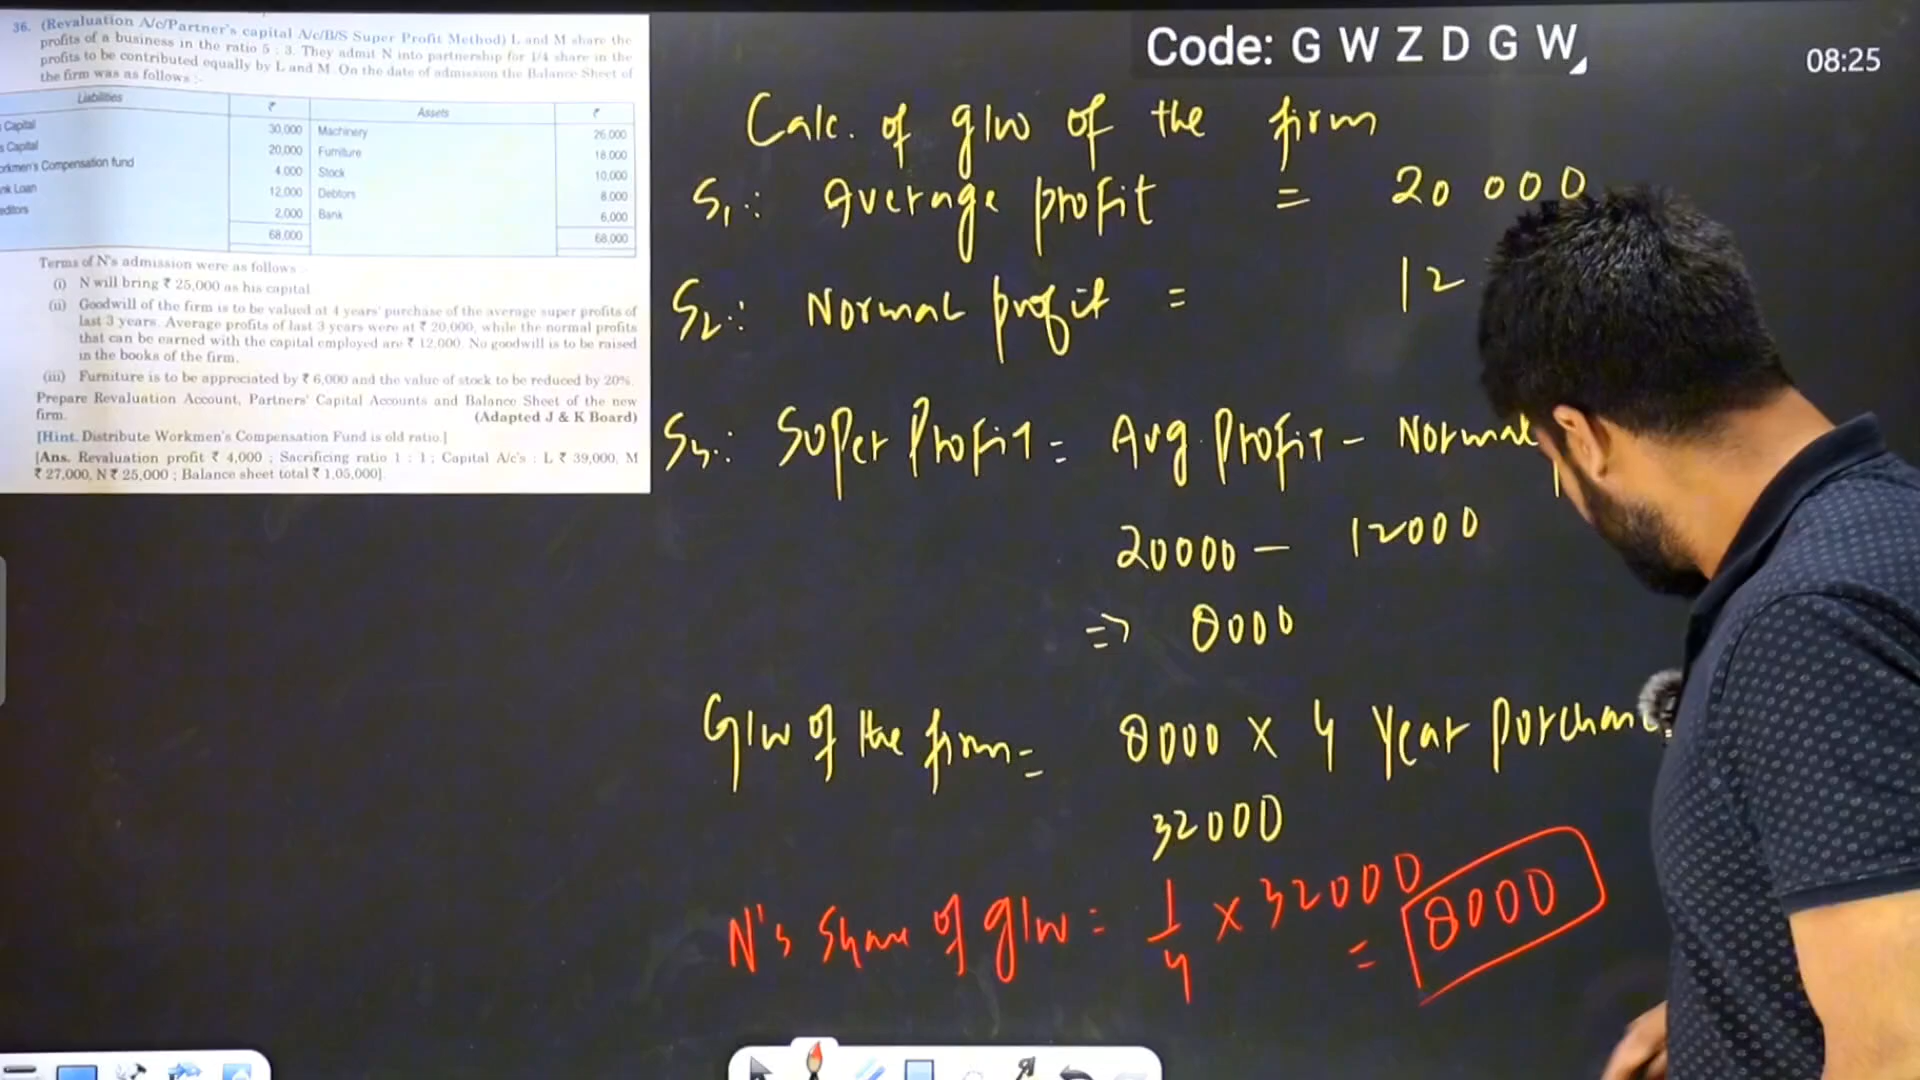 36. (Revaluation A/c/Partner's capital A/c/B/S Super Profit Method) L and M share the
profits of a business in the ratio 5 : 3. They admit N into partnership for 1/4 share in the
profits to be contributed equally by L and M. On the date of admission the Balance Sheet of
the firm was as follows :-
Liabilities ₹ Assets ₹
Capital 30,000 Machinery 26,000
s Capital 20,000 Furniture 18,000
orkmen's Compensation fund 4,000 Stock 10,000
nk Loan 12,000 Debtors 8,000
editors 2,000 Bank 6,000
68,000 68,000
Terms of N's admission were as follows :-
(i) N will bring ₹ 25,000 as his capital
(ii) Goodwill of the firm is to be valued at 4 years' purchase of the average super profits of
last 3 years. Average profits of last 3 years were at ₹ 20,000, while the normal profits
that can be earned with the capital employed are ₹ 12,000. No goodwill is to be raised
in the books of the firm.
(iii) Furniture is to be appreciated by ₹ 6,000 and the value of stock to be reduced by 20%.
Prepare Revaluation Account, Partners' Capital Accounts and Balance Sheet of the new
firm. (Adapted J & K Board)
[Hint. Distribute Workmen's Compensation Fund is old ratio.]
[Ans. Revaluation profit ₹ 4,000 ; Sacrificing ratio 1 : 1 ; Capital A/c's : L ₹ 39,000, M
₹ 27,000, N ₹ 25,000 ; Balance sheet total ₹ 1,05,000].
Code: G W Z D G W
08:25
Calc. of g/w of the firm
S1: Average profit = 20 000
S2: Normal profit = 12
S3: Super Profit = Avg. Profit - Normal
20000 - 12000
=> 8000
G/w of the firm = 8000 x 4 Year Purchase
32000
N's Share of g/w = 1/4 x 32000
= 8000